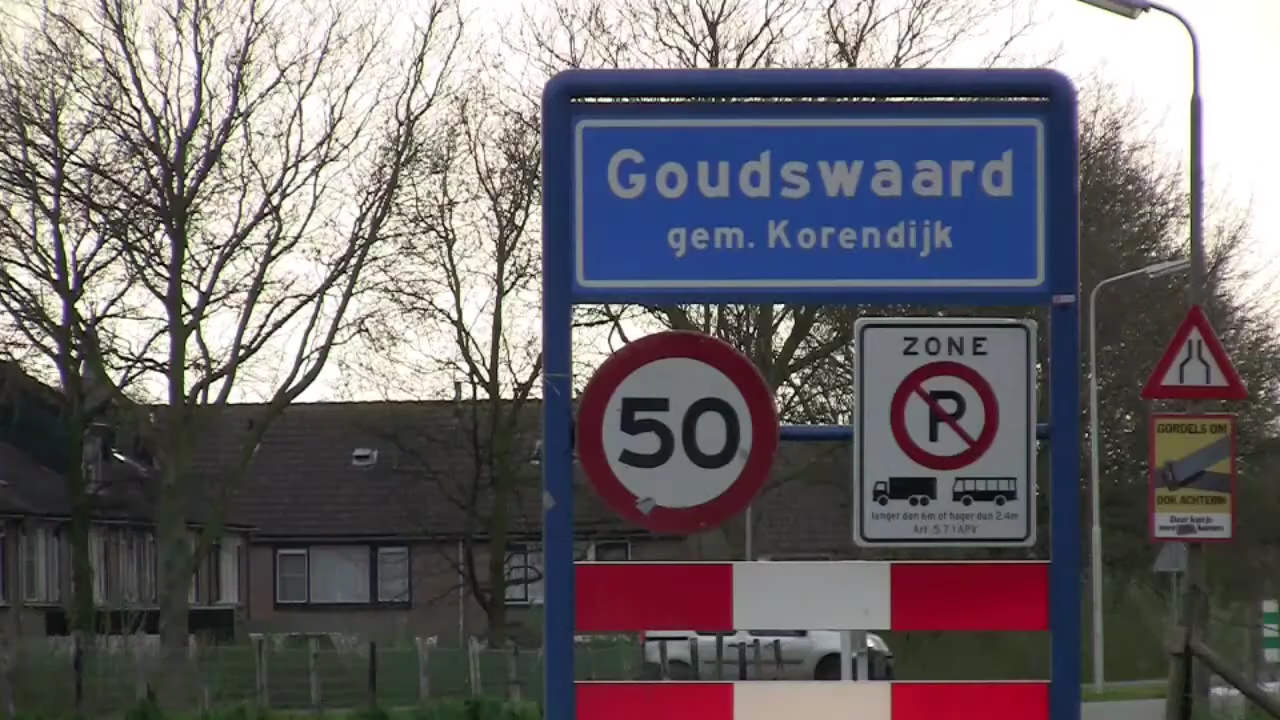 Goudswaard
gem. Korendijk
50
ZONE
P
langer dan 6m of hoger dan 2.4m
Art. 5.7.1 APV
GORDELS OM
OOK ACHTERIN